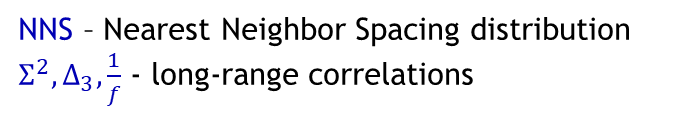 NNS – Nearest Neighbor Spacing distribution
Σ², Δ₃, 1/f - long-range correlations